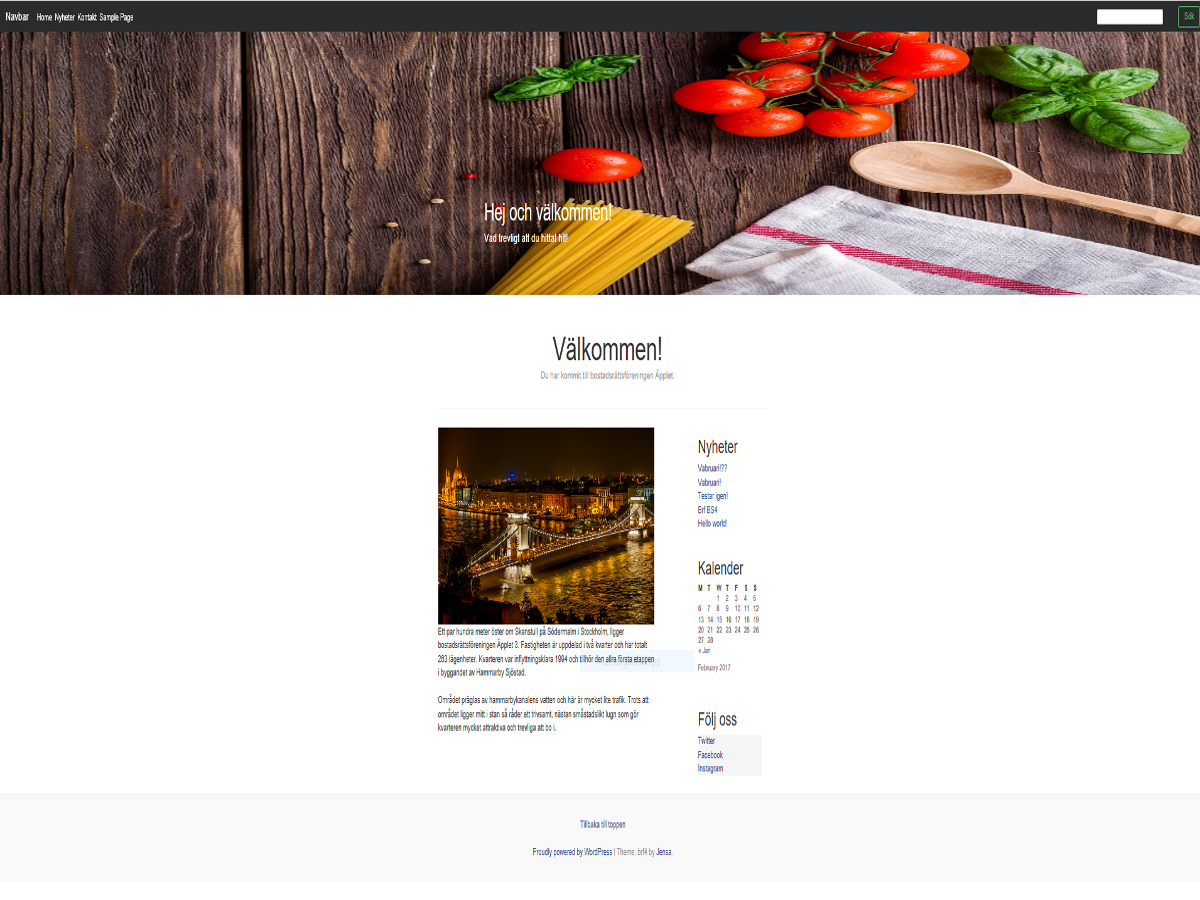 Navbar Home Nyheter Kontakt Sample Page Sök
Hej och välkommen!
Vad trevligt att du hittat hit!
Välkommen!
Du har kommit till bostadsrättsföreningen Äpplet.
Ett par hundra meter öster om Skanstull på Södermalm i Stockholm, ligger
bostadsrättsföreningen Äpplet 3. Fastigheten är uppdelad i två kvarter och har totalt
263 lägenheter. Kvarteren var inflyttningsklara 1994 och tillhör den allra första etappen
i byggandet av Hammarby Sjöstad.
Området präglas av hammarbykanalens vatten och här är mycket lite trafik. Trots att
området ligger mitt i stan så råder ett trivsamt, nästan småstadslikt lugn som gör
kvarteren mycket attraktiva och trevliga att bo i.
Nyheter
Vabruari!??
Vabruari!
Testar igen!
Brf BS4
Hello world!
Kalender
M T W T F S S
1 2 3 4 5
6 7 8 9 10 11 12
13 14 15 16 17 18 19
20 21 22 23 24 25 26
27 28
« Jan
February 2017
Följ oss
Twitter
Facebook
Instagram
Tillbaka till toppen
Proudly powered by WordPress | Theme: brf4 by Jensa.